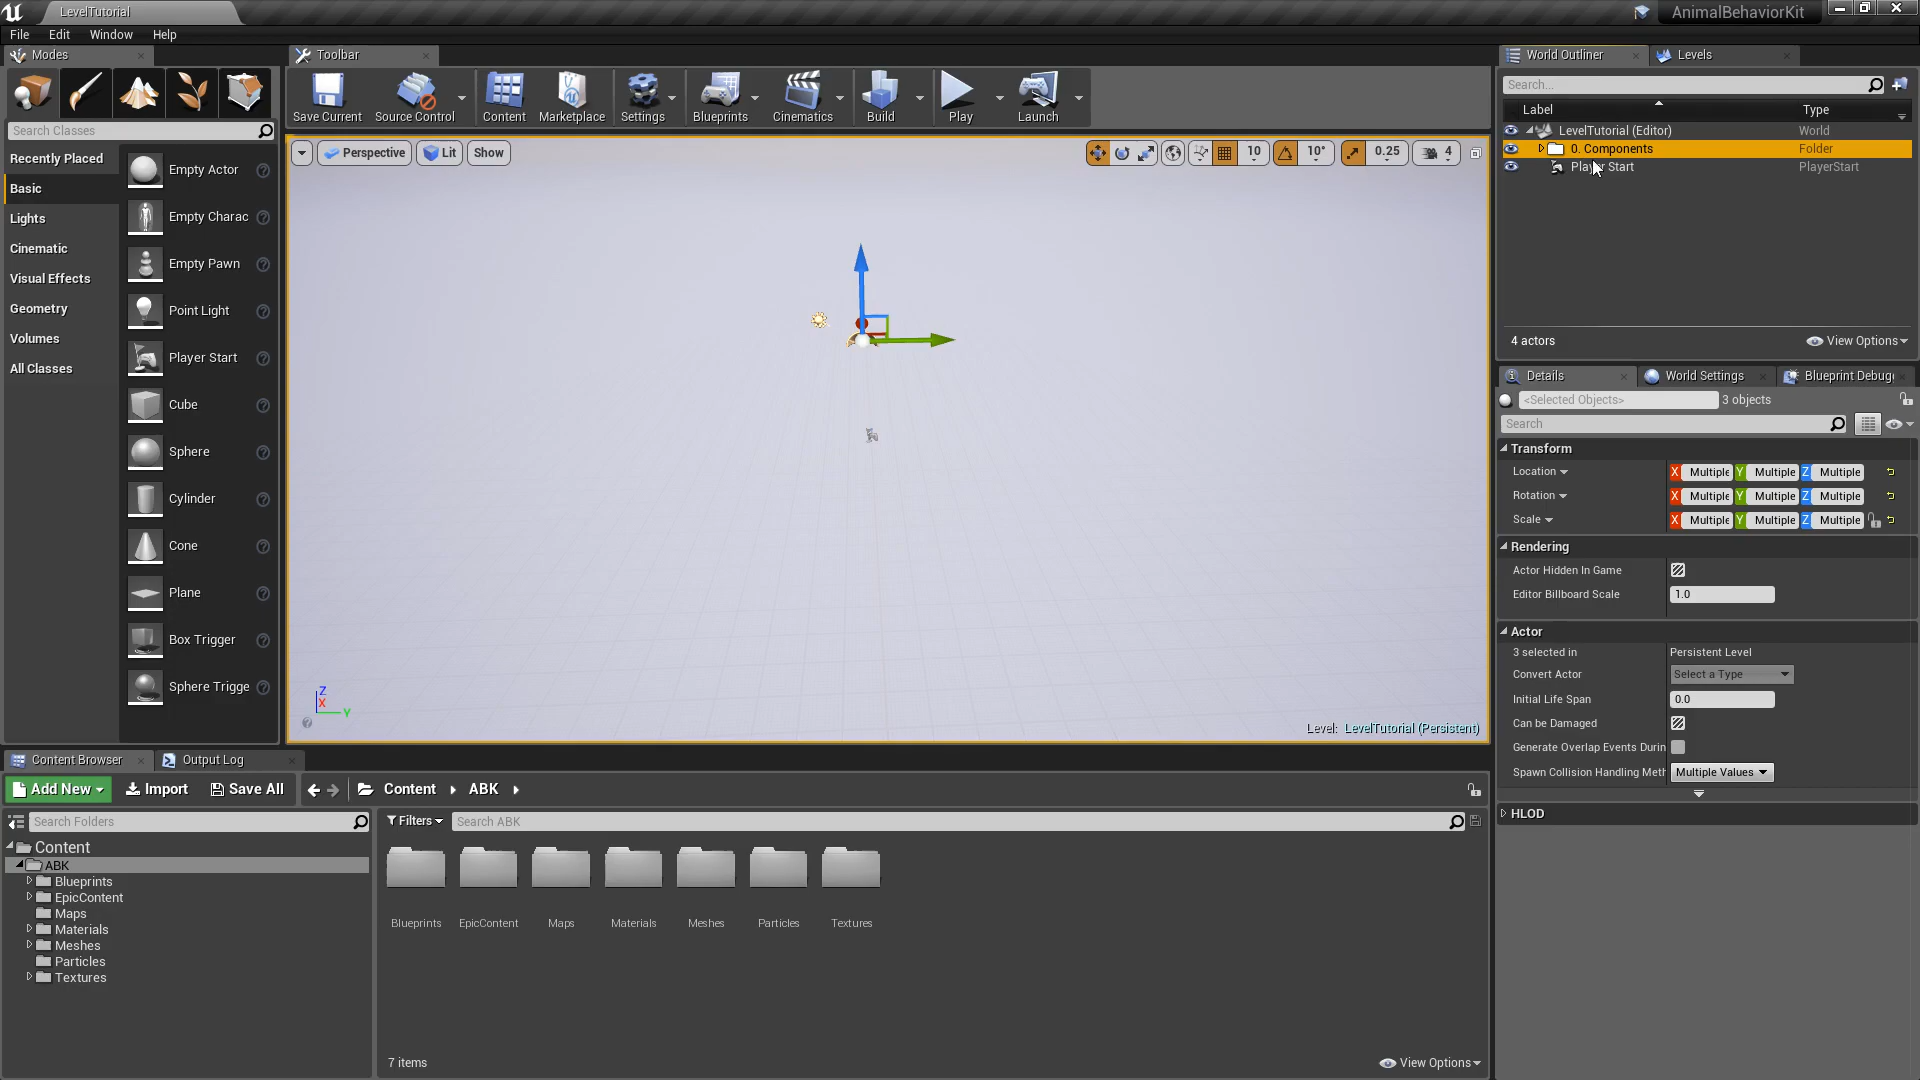 LevelTutorial
AnimalBehaviorKit
File Edit Window Help
Modes
Toolbar
World Outliner
Levels
Save Current
Source Control
Content
Marketplace
Settings
Blueprints
Cinematics
Build
Play
Launch
Search Classes
Recently Placed
Basic
Lights
Cinematic
Visual Effects
Geometry
Volumes
All Classes
Empty Actor
Empty Charac
Empty Pawn
Point Light
Player Start
Cube
Sphere
Cylinder
Cone
Plane
Box Trigger
Sphere Trigge
Perspective
Lit
Show
10
10°
0.25
4
Z
X
Y
Level: LevelTutorial (Persistent)
Search...
Label Type
LevelTutorial (Editor) World
0. Components Folder
Player Start PlayerStart
4 actors
View Options
Details
World Settings
Blueprint Debug
<Selected Objects> 3 objects
Search
Transform
Location X Multiple Y Multiple Z Multiple
Rotation X Multiple Y Multiple Z Multiple
Scale X Multiple Y Multiple Z Multiple
Rendering
Actor Hidden In Game
Editor Billboard Scale 1.0
Actor
3 selected in Persistent Level
Convert Actor Select a Type
Initial Life Span 0.0
Can be Damaged
Generate Overlap Events Durin
Spawn Collision Handling Meth Multiple Values
HLOD
Content Browser
Output Log
Add New
Import
Save All
Content
ABK
Search Folders
Filters
Search ABK
Content
ABK
Blueprints
EpicContent
Maps
Materials
Meshes
Particles
Textures
Blueprints
EpicContent
Maps
Materials
Meshes
Particles
Textures
7 items
View Options